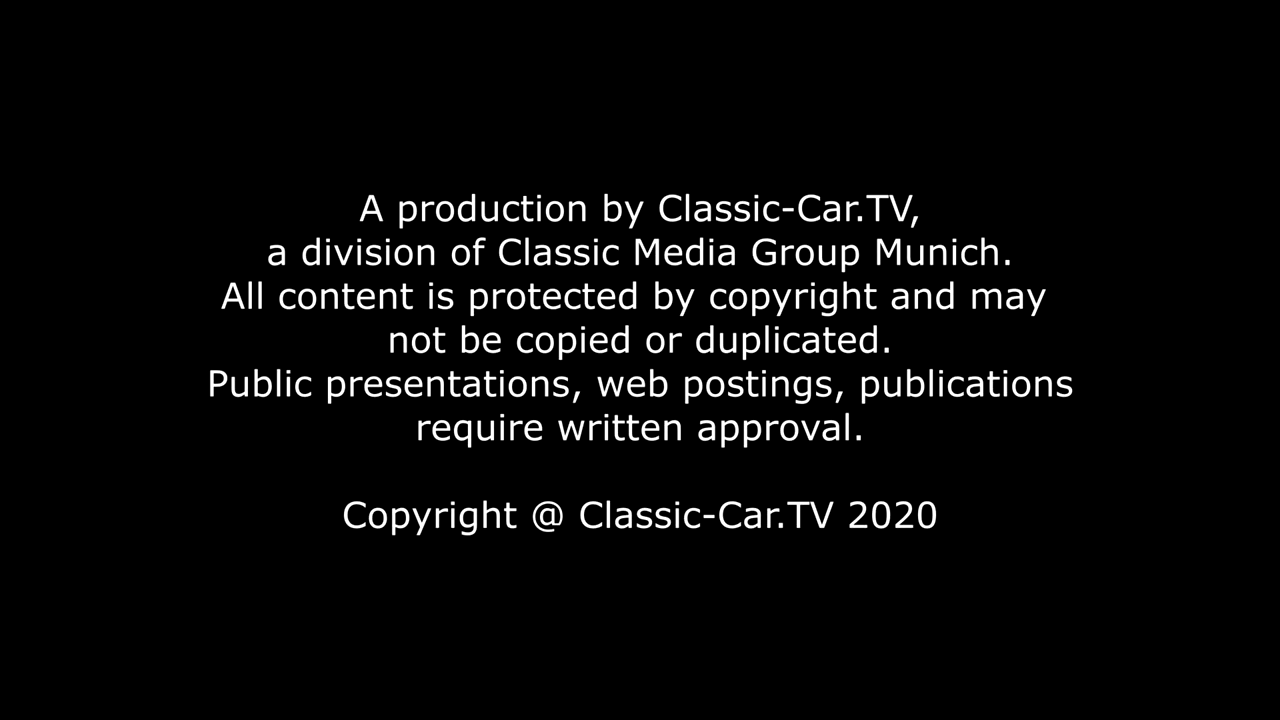 A production by Classic-Car.TV,
a division of Classic Media Group Munich.
All content is protected by copyright and may
not be copied or duplicated.
Public presentations, web postings, publications
require written approval.
Copyright @ Classic-Car.TV 2020